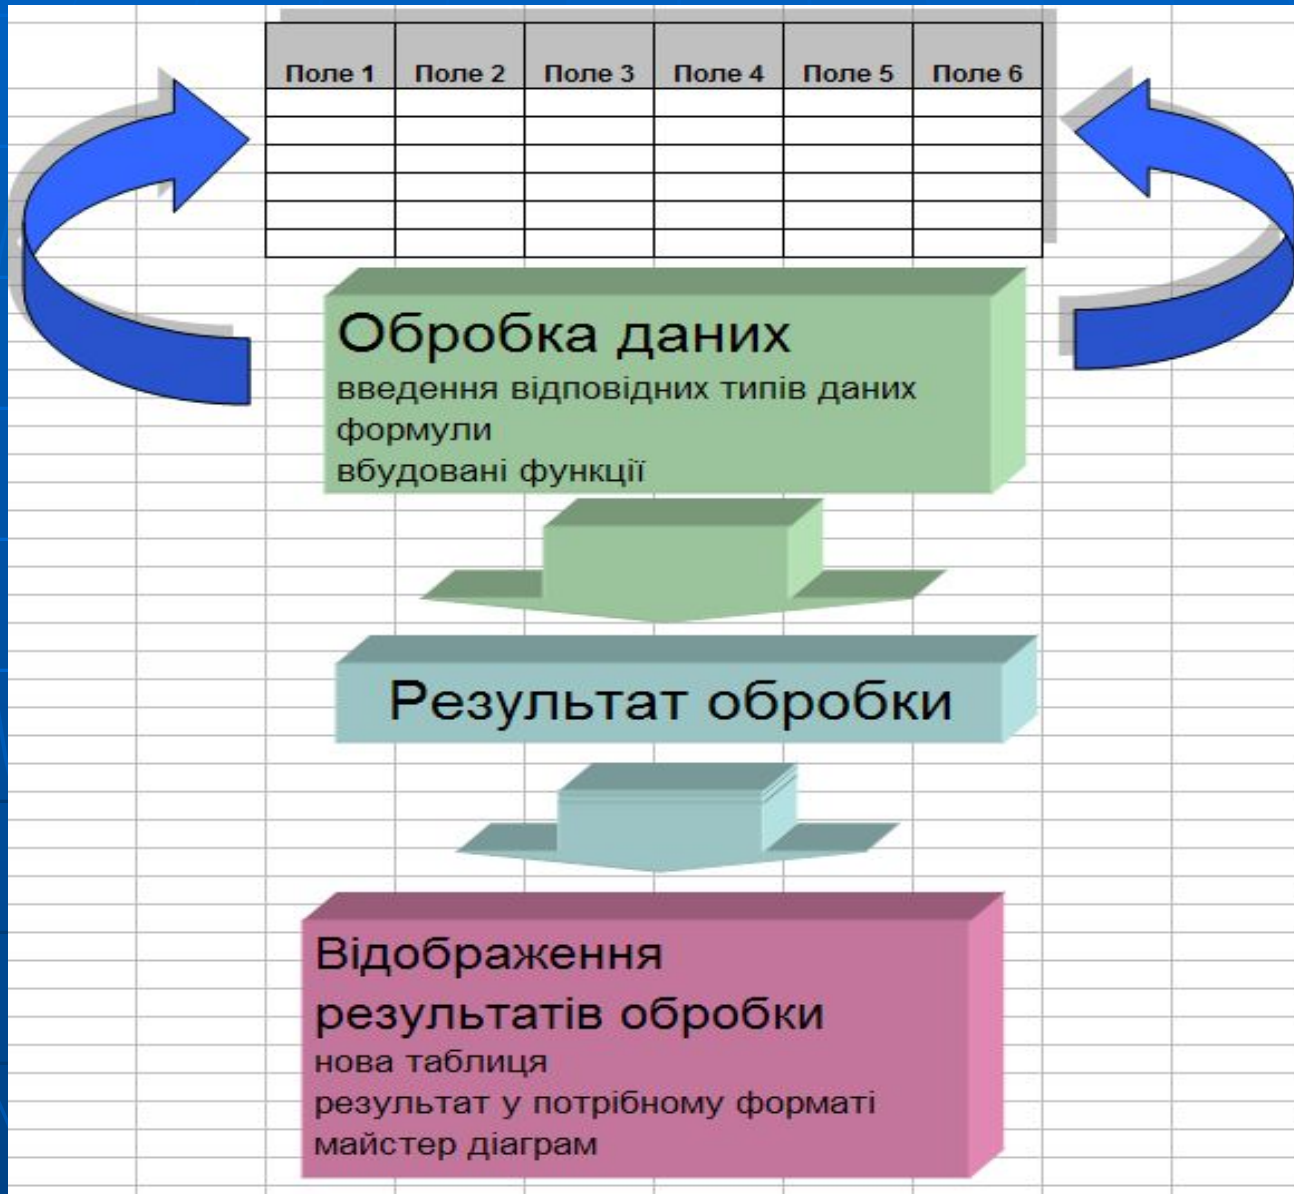 Поле 1 Поле 2 Поле 3 Поле 4 Поле 5 Поле 6
Обробка даних
введення відповідних типів даних
формули
вбудовані функції
Результат обробки
Відображення
результатів обробки
нова таблиця
результат у потрібному форматі
майстер діаграм